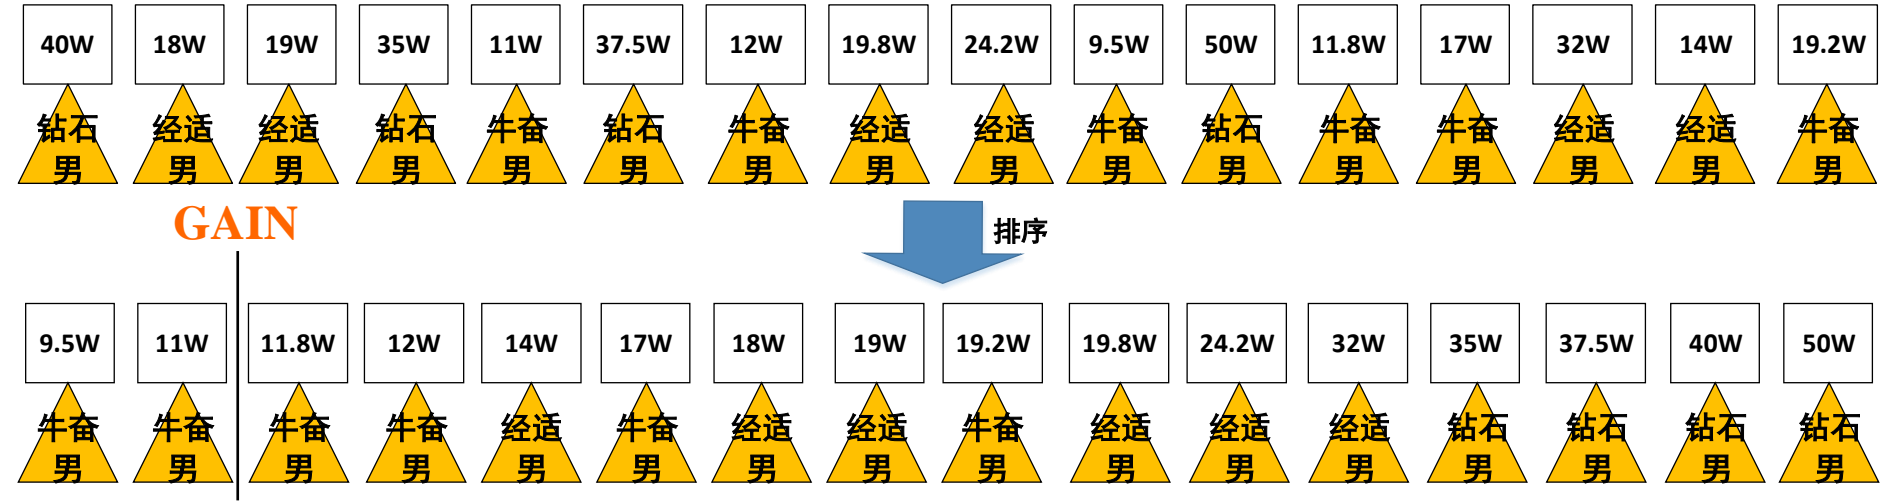 40W 18W 19W 35W 11W 37.5W 12W 19.8W 24.2W 9.5W 50W 11.8W 17W 32W 14W 19.2W
钻石 经适 经适 钻石 牛奋 钻石 牛奋 经适 经适 牛奋 钻石 牛奋 牛奋 经适 经适 牛奋
男 男 男 男 男 男 男 男 男 男 男 男 男 男 男 男
GAIN
排序
9.5W 11W 11.8W 12W 14W 17W 18W 19W 19.2W 19.8W 24.2W 32W 35W 37.5W 40W 50W
牛奋 牛奋 牛奋 牛奋 经适 牛奋 经适 经适 牛奋 经适 经适 经适 钻石 钻石 钻石 钻石
男 男 男 男 男 男 男 男 男 男 男 男 男 男 男 男